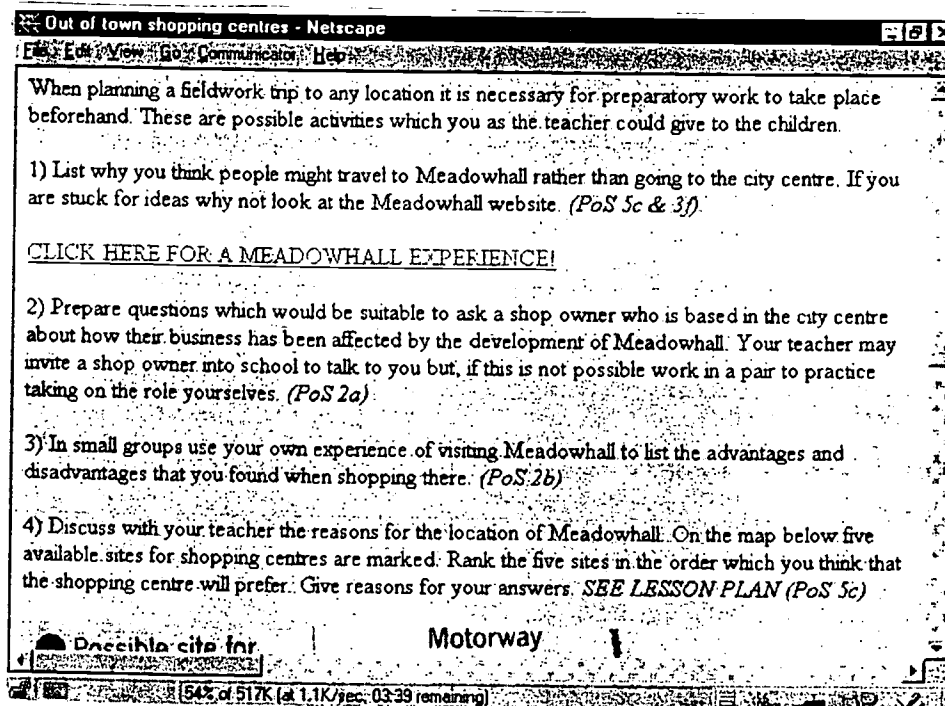 Out of town shopping centres - Netscape
File Edit View Go Communicator Help
When planning a fieldwork trip to any location it is necessary for preparatory work to take place
beforehand. These are possible activities which you as the teacher could give to the children.
1) List why you think people might travel to Meadowhall rather than going to the city centre. If you
are stuck for ideas why not look at the Meadowhall website. (PoS 5c & 3f).
CLICK HERE FOR A MEADOWHALL EXPERIENCE!
2) Prepare questions which would be suitable to ask a shop owner who is based in the city centre
about how their business has been affected by the development of Meadowhall. Your teacher may
invite a shop owner into school to talk to you but, if this is not possible work in a pair to practice
taking on the role yourselves. (PoS 2a)
3) In small groups use your own experience of visiting Meadowhall to list the advantages and
disadvantages that you found when shopping there. (PoS 2b)
4) Discuss with your teacher the reasons for the location of Meadowhall. On the map below five
available sites for shopping centres are marked. Rank the five sites in the order which you think that
the shopping centre will prefer. Give reasons for your answers. SEE LESSON PLAN (PoS 5c)
Possible site for
Motorway
54% of 517K (at 1.1K/sec, 03:39 remaining)